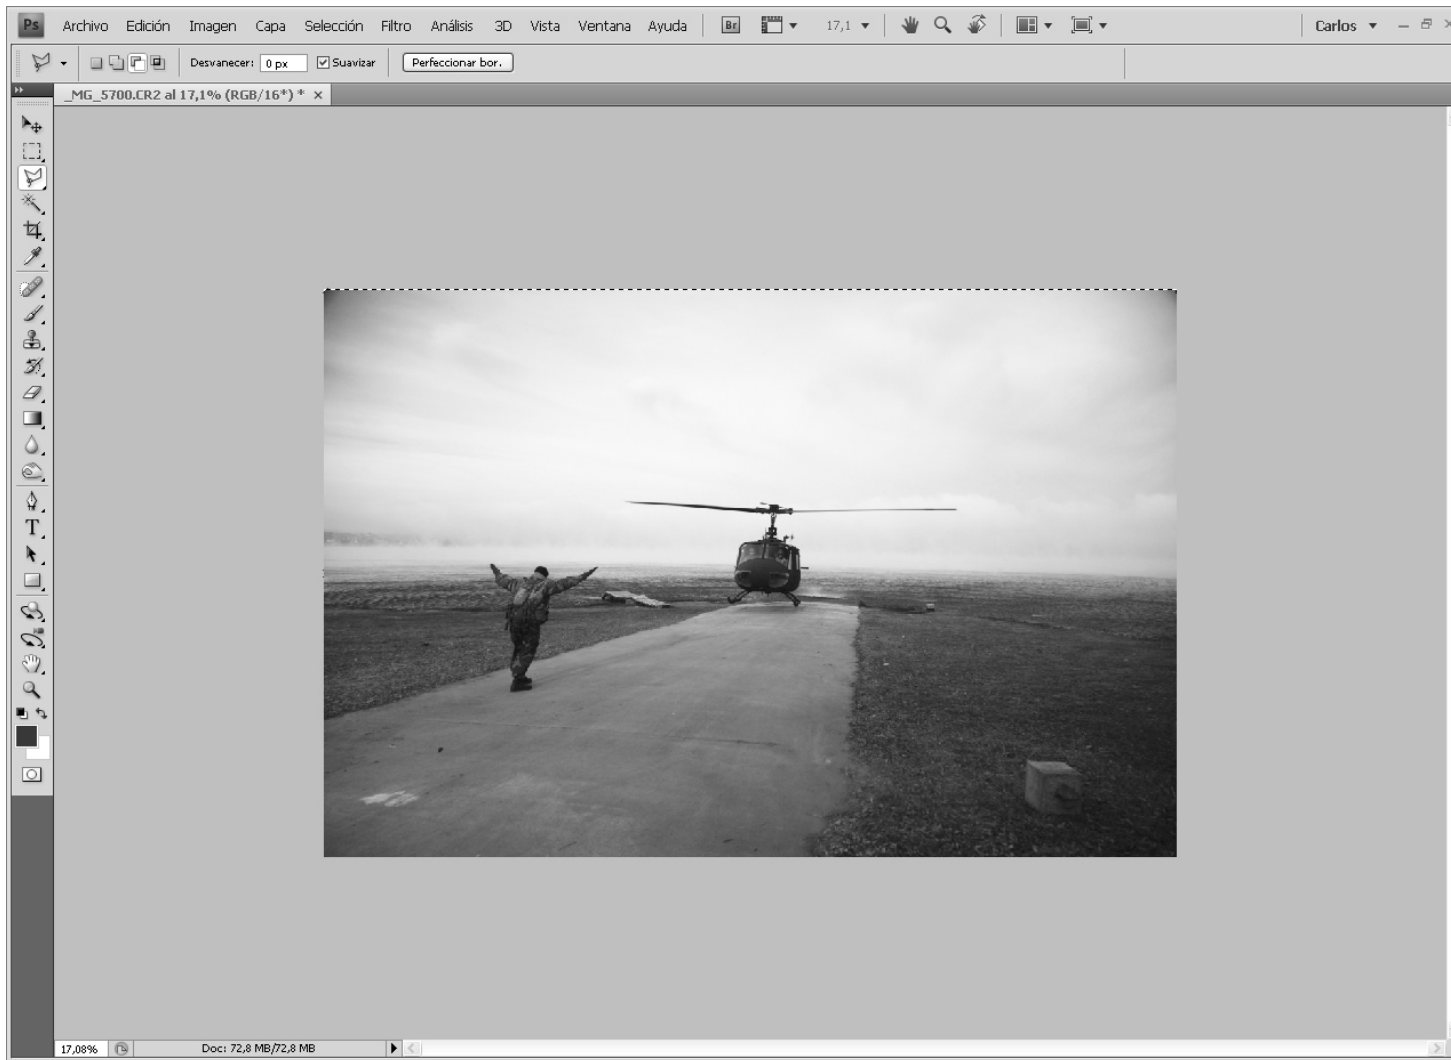 Ps Archivo Edición Imagen Capa Selección Filtro Análisis 3D Vista Ventana Ayuda Br 17,1 Carlos
Desvanecer: 0 px Suavizar Perfeccionar bor.
_MG_5700.CR2 al 17,1% (RGB/16*) * ×
T
17,08% Doc: 72,8 MB/72,8 MB